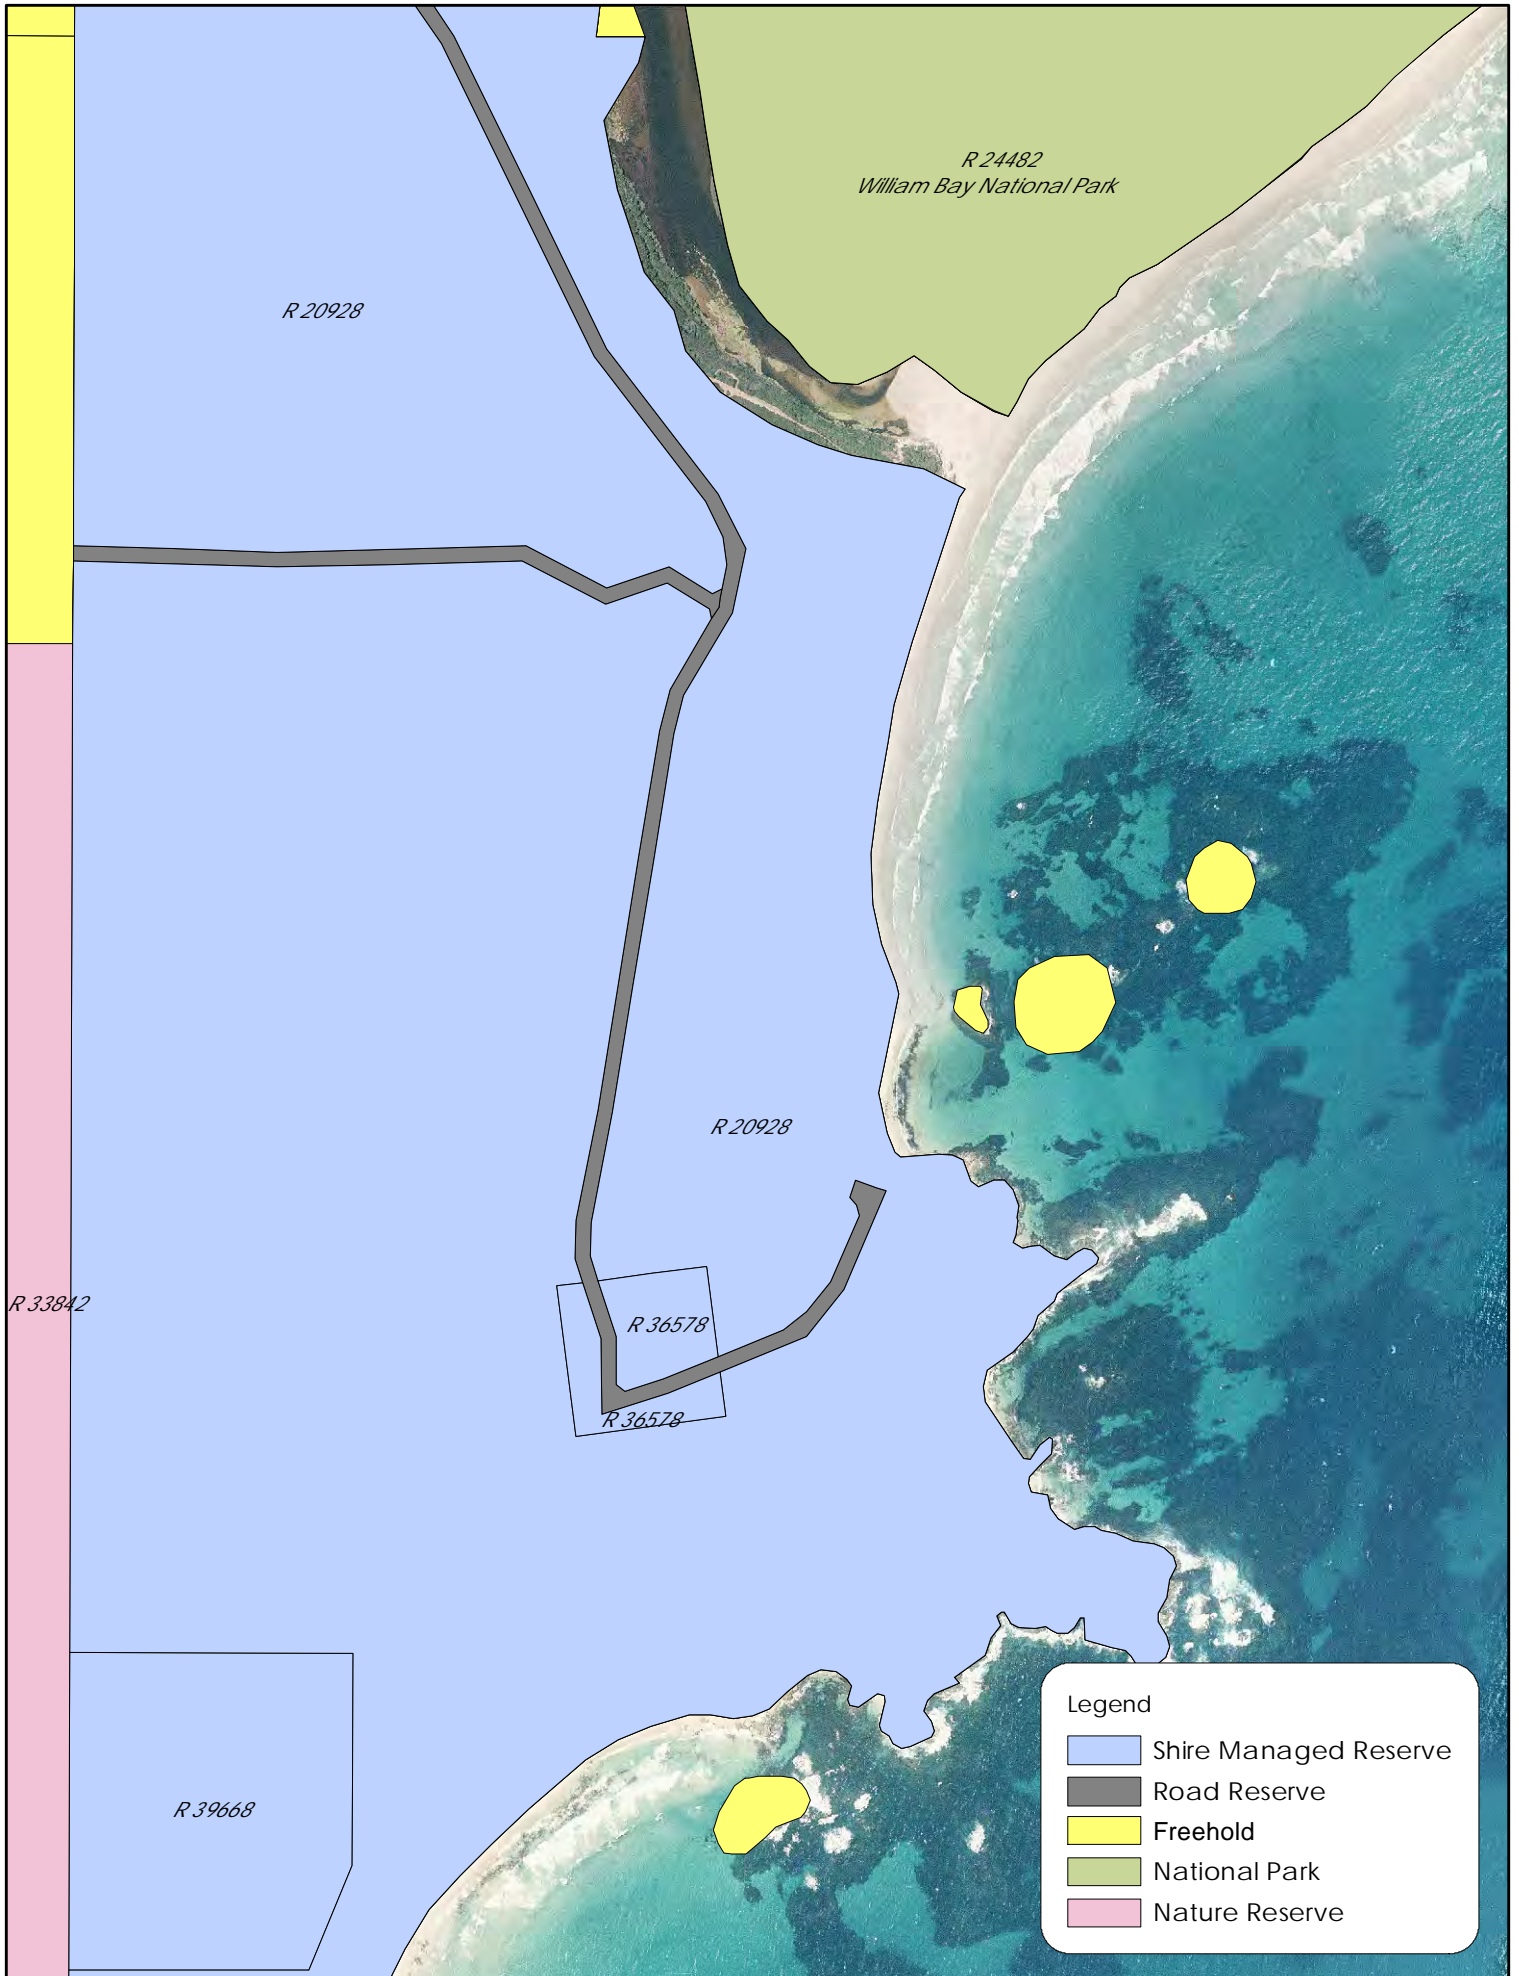 R 24482
William Bay National Park
R 20928
R 20928
R 33842
R 36578
R 36578
R 39668
Legend
Shire Managed Reserve
Road Reserve
Freehold
National Park
Nature Reserve